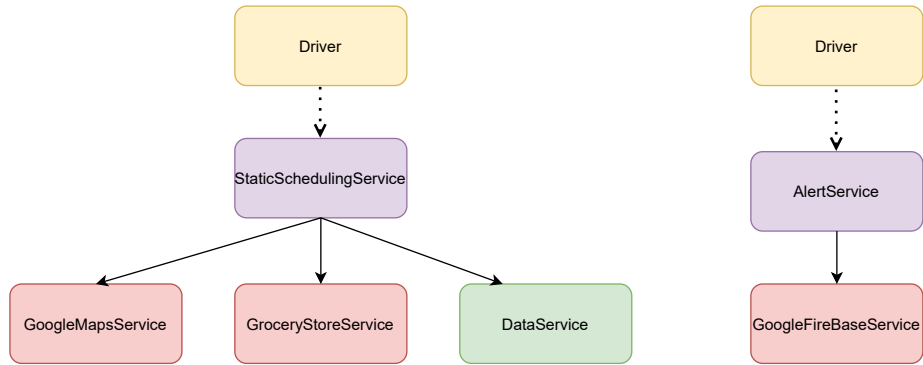 Driver
Driver
StaticSchedulingService
AlertService
GoogleMapsService
GroceryStoreService
DataService
GoogleFireBaseService